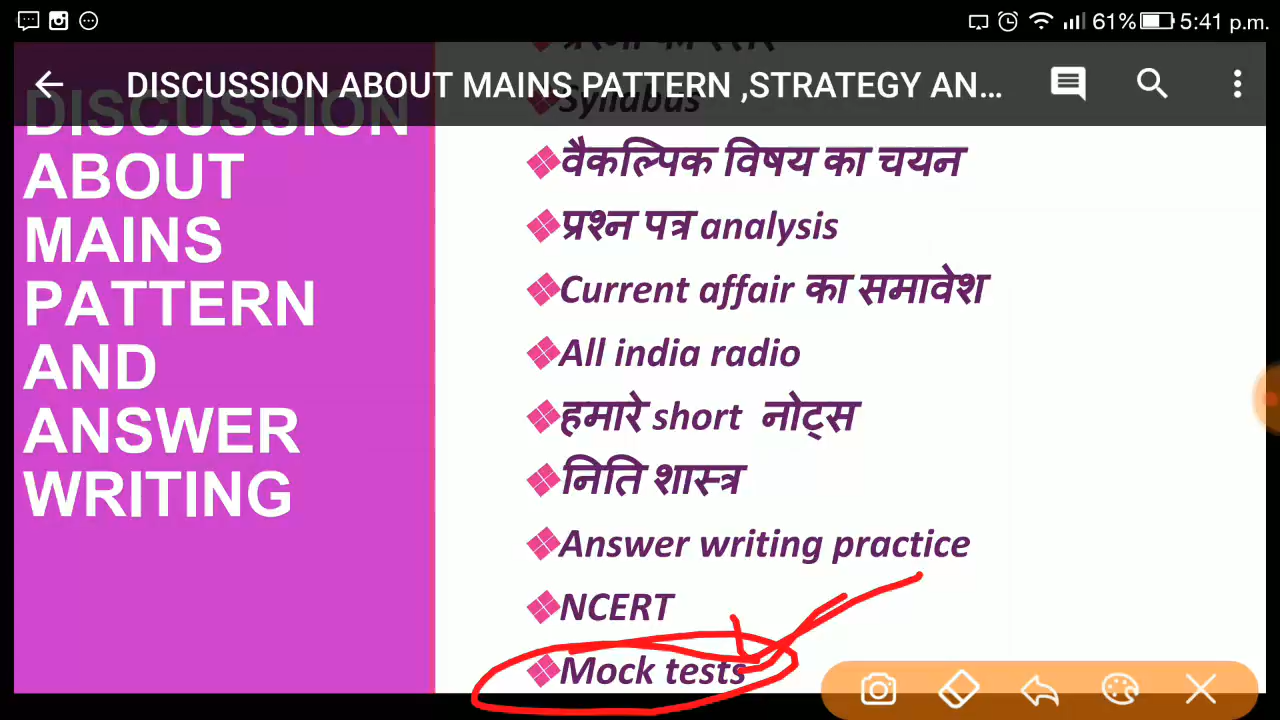 61% 5:41 p.m.
DISCUSSION ABOUT MAINS PATTERN ,STRATEGY AN...
DISCUSSION
ABOUT
MAINS
PATTERN
AND
ANSWER
WRITING
Syllabus
वैकल्पिक विषय का चयन
प्रश्न पत्र analysis
Current affair का समावेश
All india radio
हमारे short नोट्स
निति शास्त्र
Answer writing practice
NCERT
Mock tests